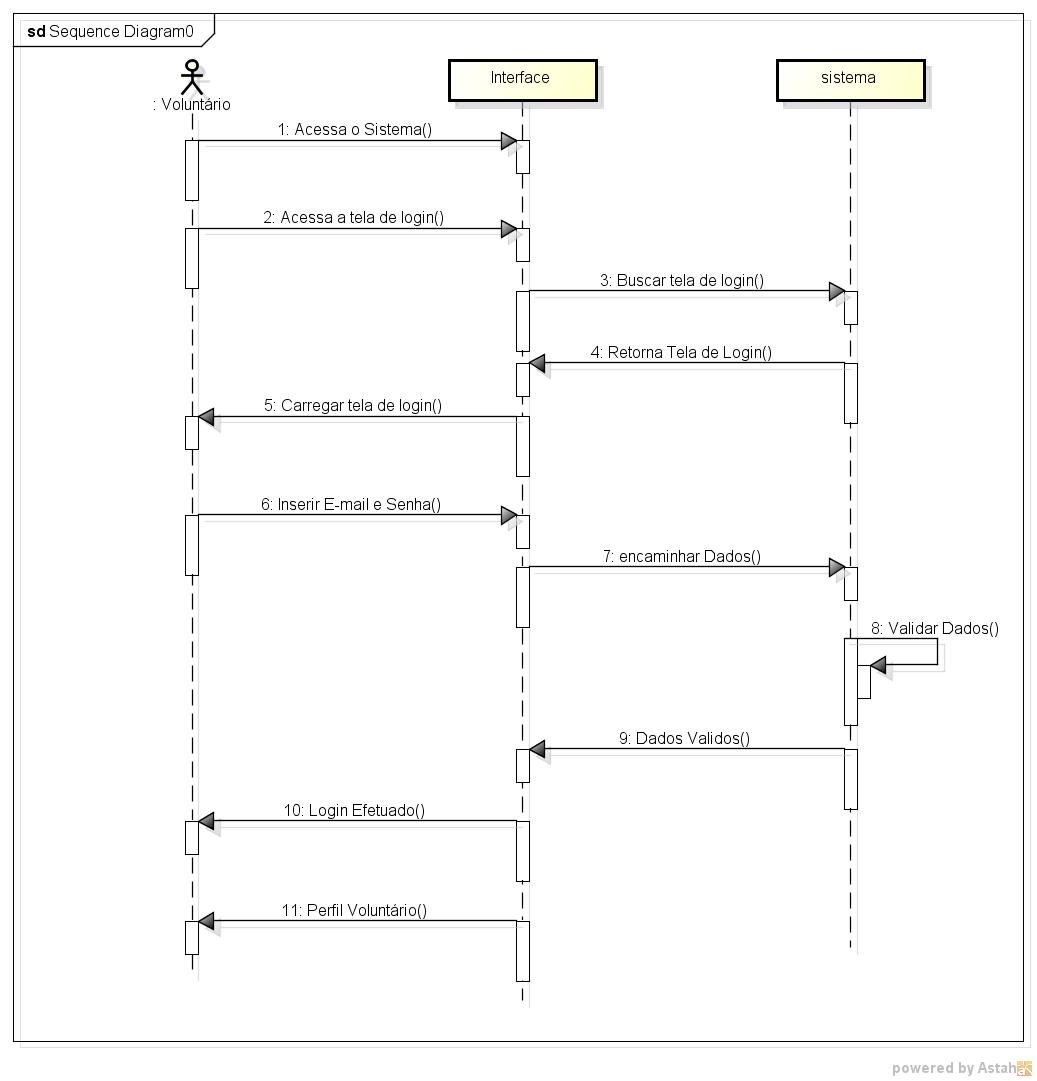 sd Sequence Diagram0
: Voluntário
Interface
sistema
1: Acessa o Sistema()
2: Acessa a tela de login()
3: Buscar tela de login()
4: Retorna Tela de Login()
5: Carregar tela de login()
6: Inserir E-mail e Senha()
7: encaminhar Dados()
8: Validar Dados()
9: Dados Validos()
10: Login Efetuado()
11: Perfil Voluntário()
powered by Astah